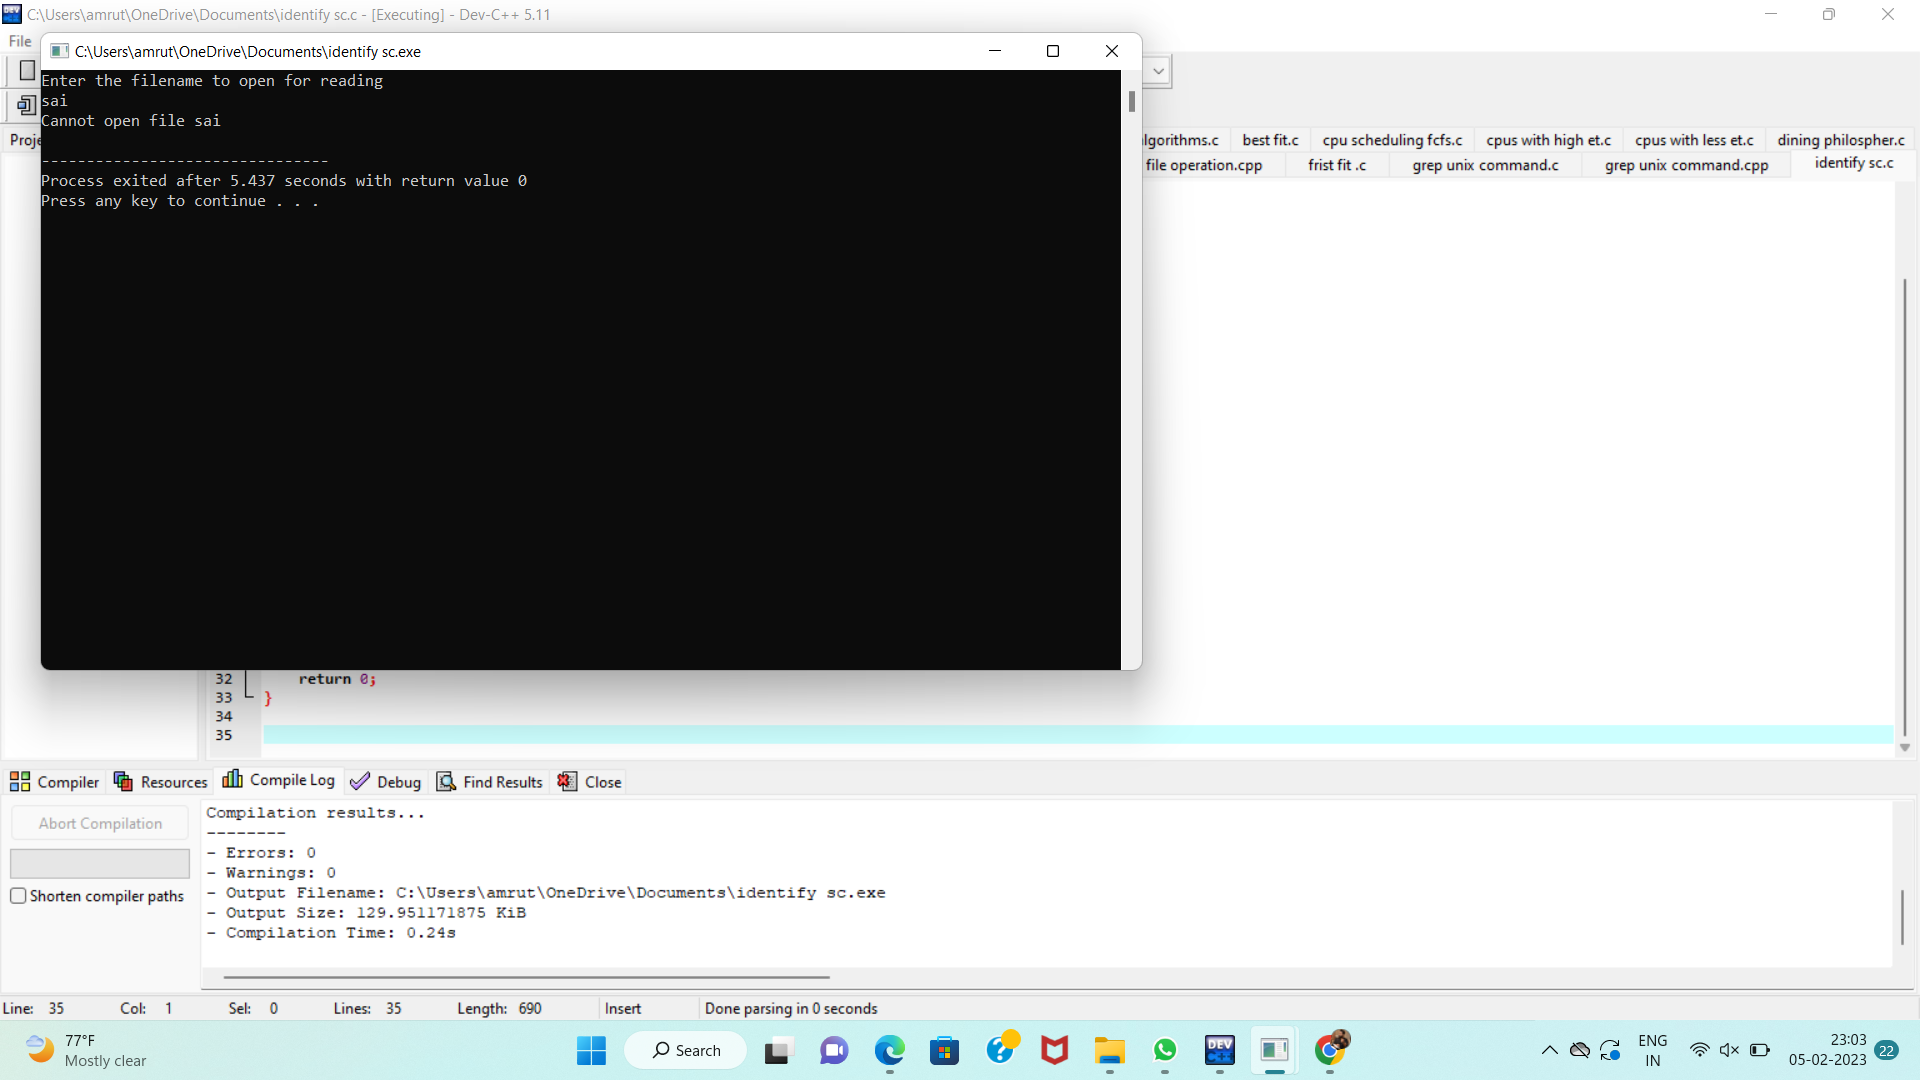 C:\Users\amrut\OneDrive\Documents\identify sc.c - [Executing] - Dev-C++ 5.11
File
C:\Users\amrut\OneDrive\Documents\identify sc.exe
Enter the filename to open for reading
sai
Cannot open file sai
--------------------------------
Process exited after 5.437 seconds with return value 0
Press any key to continue . . .
Proje
lgorithms.c best fit.c cpu scheduling fcfs.c cpus with high et.c cpus with less et.c dining philospher.c
file operation.cpp frist fit .c grep unix command.c grep unix command.cpp identify sc.c
32 return 0;
33 }
34
35
Compiler Resources Compile Log Debug Find Results Close
Abort Compilation
Shorten compiler paths
Compilation results...
--------
- Errors: 0
- Warnings: 0
- Output Filename: C:\Users\amrut\OneDrive\Documents\identify sc.exe
- Output Size: 129.951171875 KiB
- Compilation Time: 0.24s
Line: 35 Col: 1 Sel: 0 Lines: 35 Length: 690 Insert Done parsing in 0 seconds
77°F
Mostly clear
Search
DEV
C++
ENG
IN
23:03
05-02-2023
22